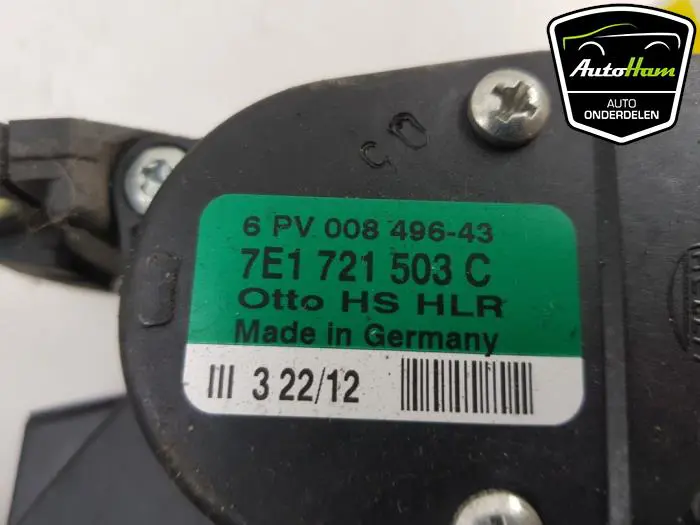 AutoHam
AUTO
ONDERDELEN
6 PV 008 496-43
7E1 721 503 C
Otto HS HLR
Made in Germany
III 3 22/12